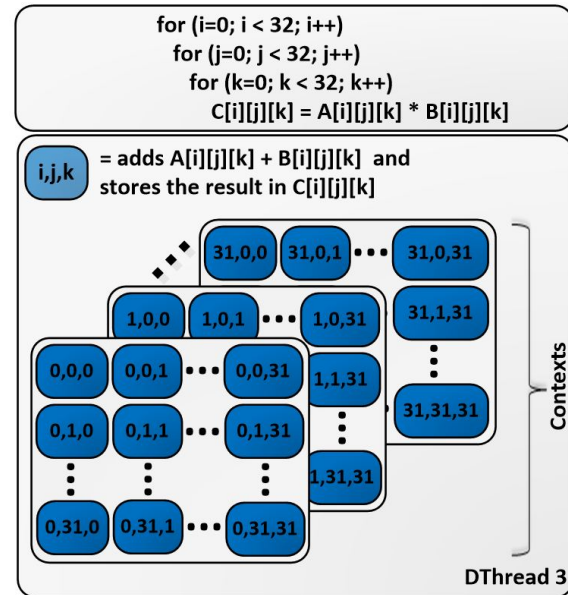 for (i=0; i < 32; i++)
for (j=0; j < 32; j++)
for (k=0; k < 32; k++)
C[i][j][k] = A[i][j][k] * B[i][j][k]
i,j,k
= adds A[i][j][k] + B[i][j][k] and
stores the result in C[i][j][k]
31,0,0 31,0,1 31,0,31
31,1,31
31,31,31
1,0,0 1,0,1 1,0,31
1,1,31
1,31,31
0,0,0 0,0,1 0,0,31
0,1,0 0,1,1 0,1,31
0,31,0 0,31,1 0,31,31
Contexts
DThread 3